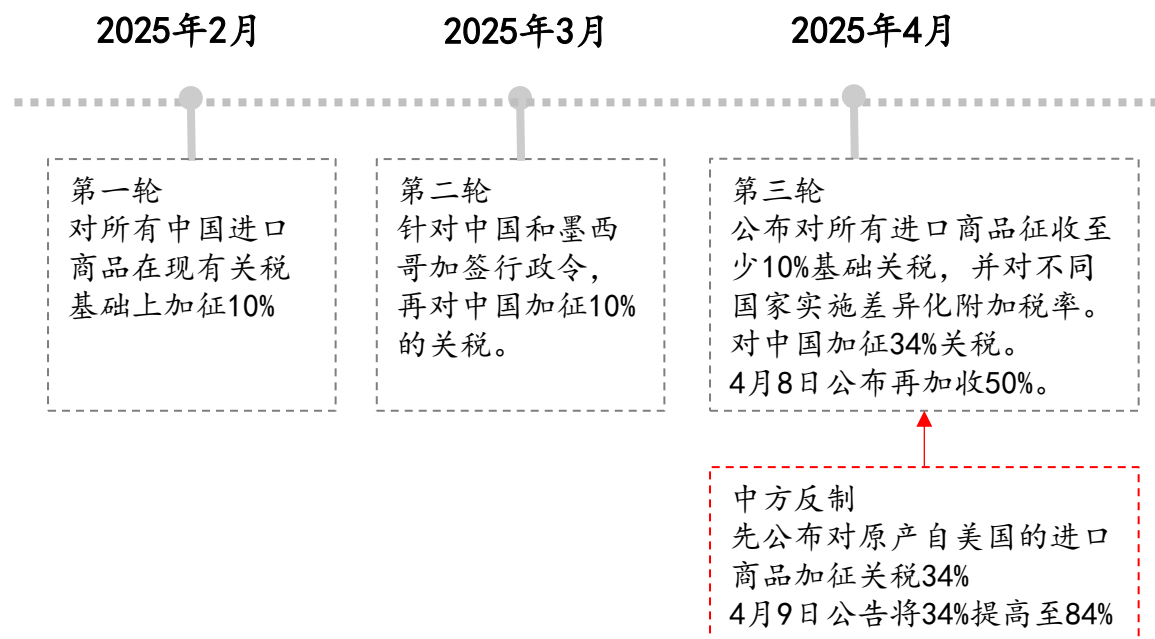 2025年2月
2025年3月
2025年4月
第一轮
对所有中国进口
商品在现有关税
基础上加征10%
第二轮
针对中国和墨西
哥加签行政令，
再对中国加征10%
的关税。
第三轮
公布对所有进口商品征收至
少10%基础关税，并对不同
国家实施差异化附加税率。
对中国加征34%关税。
4月8日公布再加收50%。
中方反制
先公布对原产自美国的进口
商品加征关税34%
4月9日公告将34%提高至84%